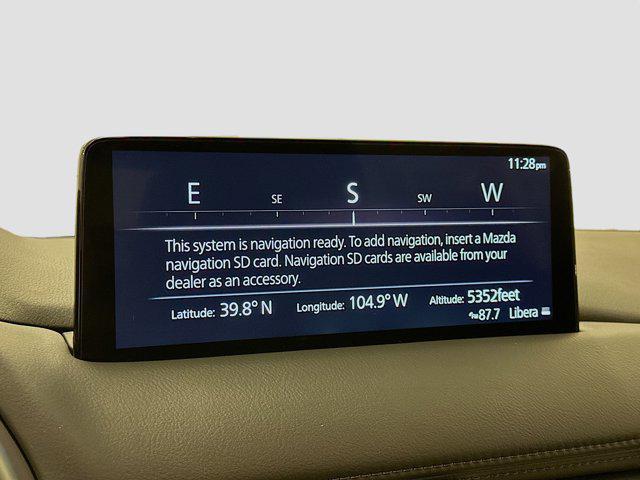 11:28pm
E SE S SW W
This system is navigation ready. To add navigation, insert a Mazda
navigation SD card. Navigation SD cards are available from your
dealer as an accessory.
Latitude: 39.8° N Longitude: 104.9° W Altitude: 5352feet
87.7 Libera